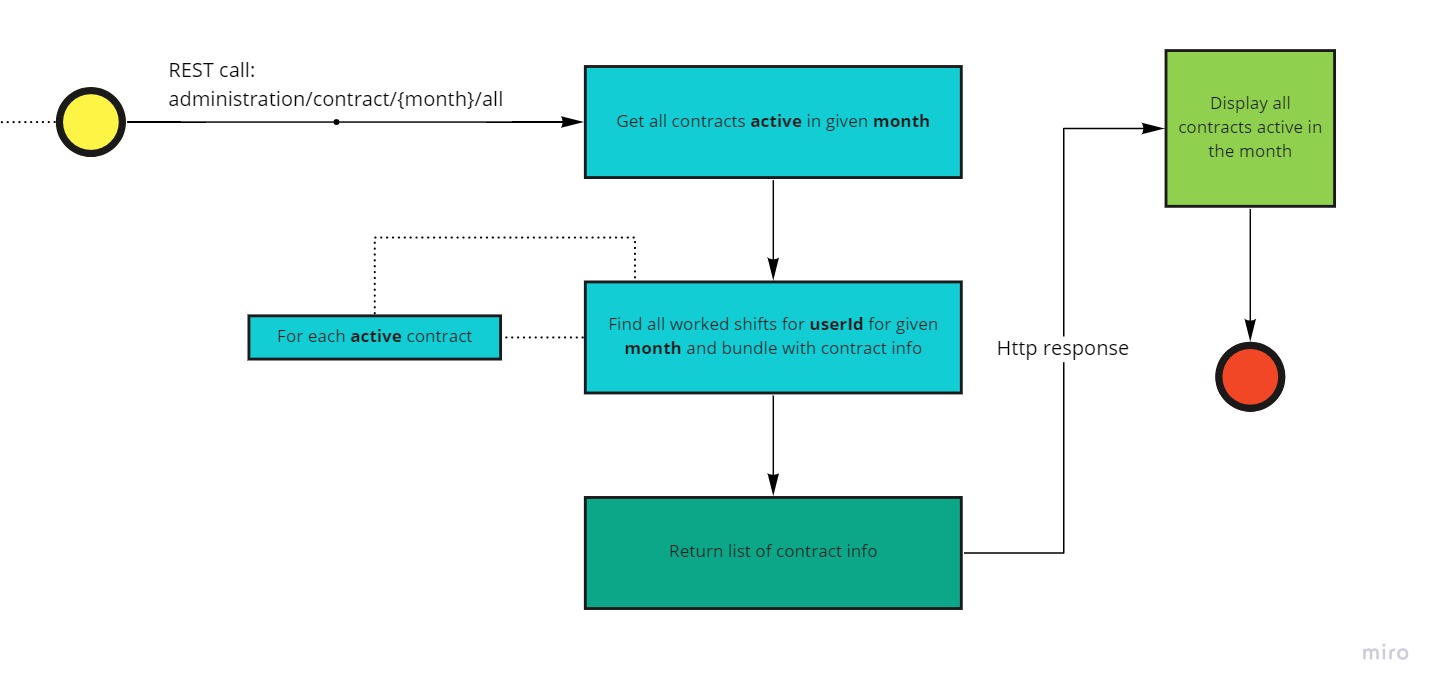 REST call:
administration/contract/{month}/all
Get all contracts active in given month
Display all
contracts active in
the month
For each active contract
Find all worked shifts for userId for given
month and bundle with contract info
Http response
Return list of contract info
miro